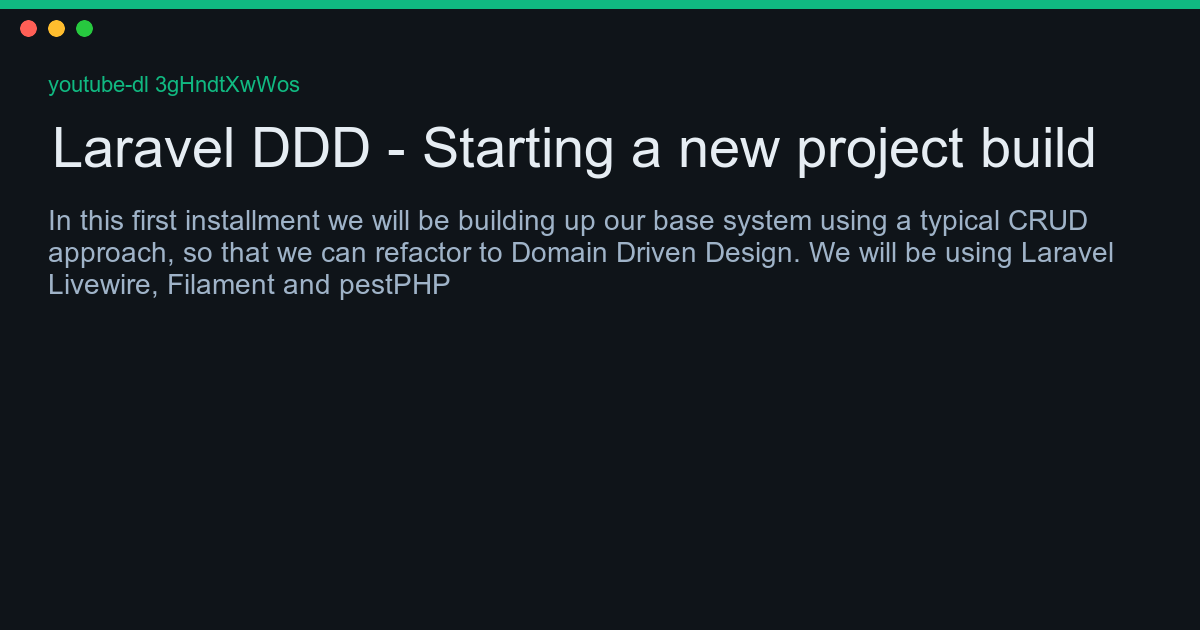 youtube-dl 3gHndtXwWos
Laravel DDD - Starting a new project build
In this first installment we will be building up our base system using a typical CRUD
approach, so that we can refactor to Domain Driven Design. We will be using Laravel
Livewire, Filament and pestPHP